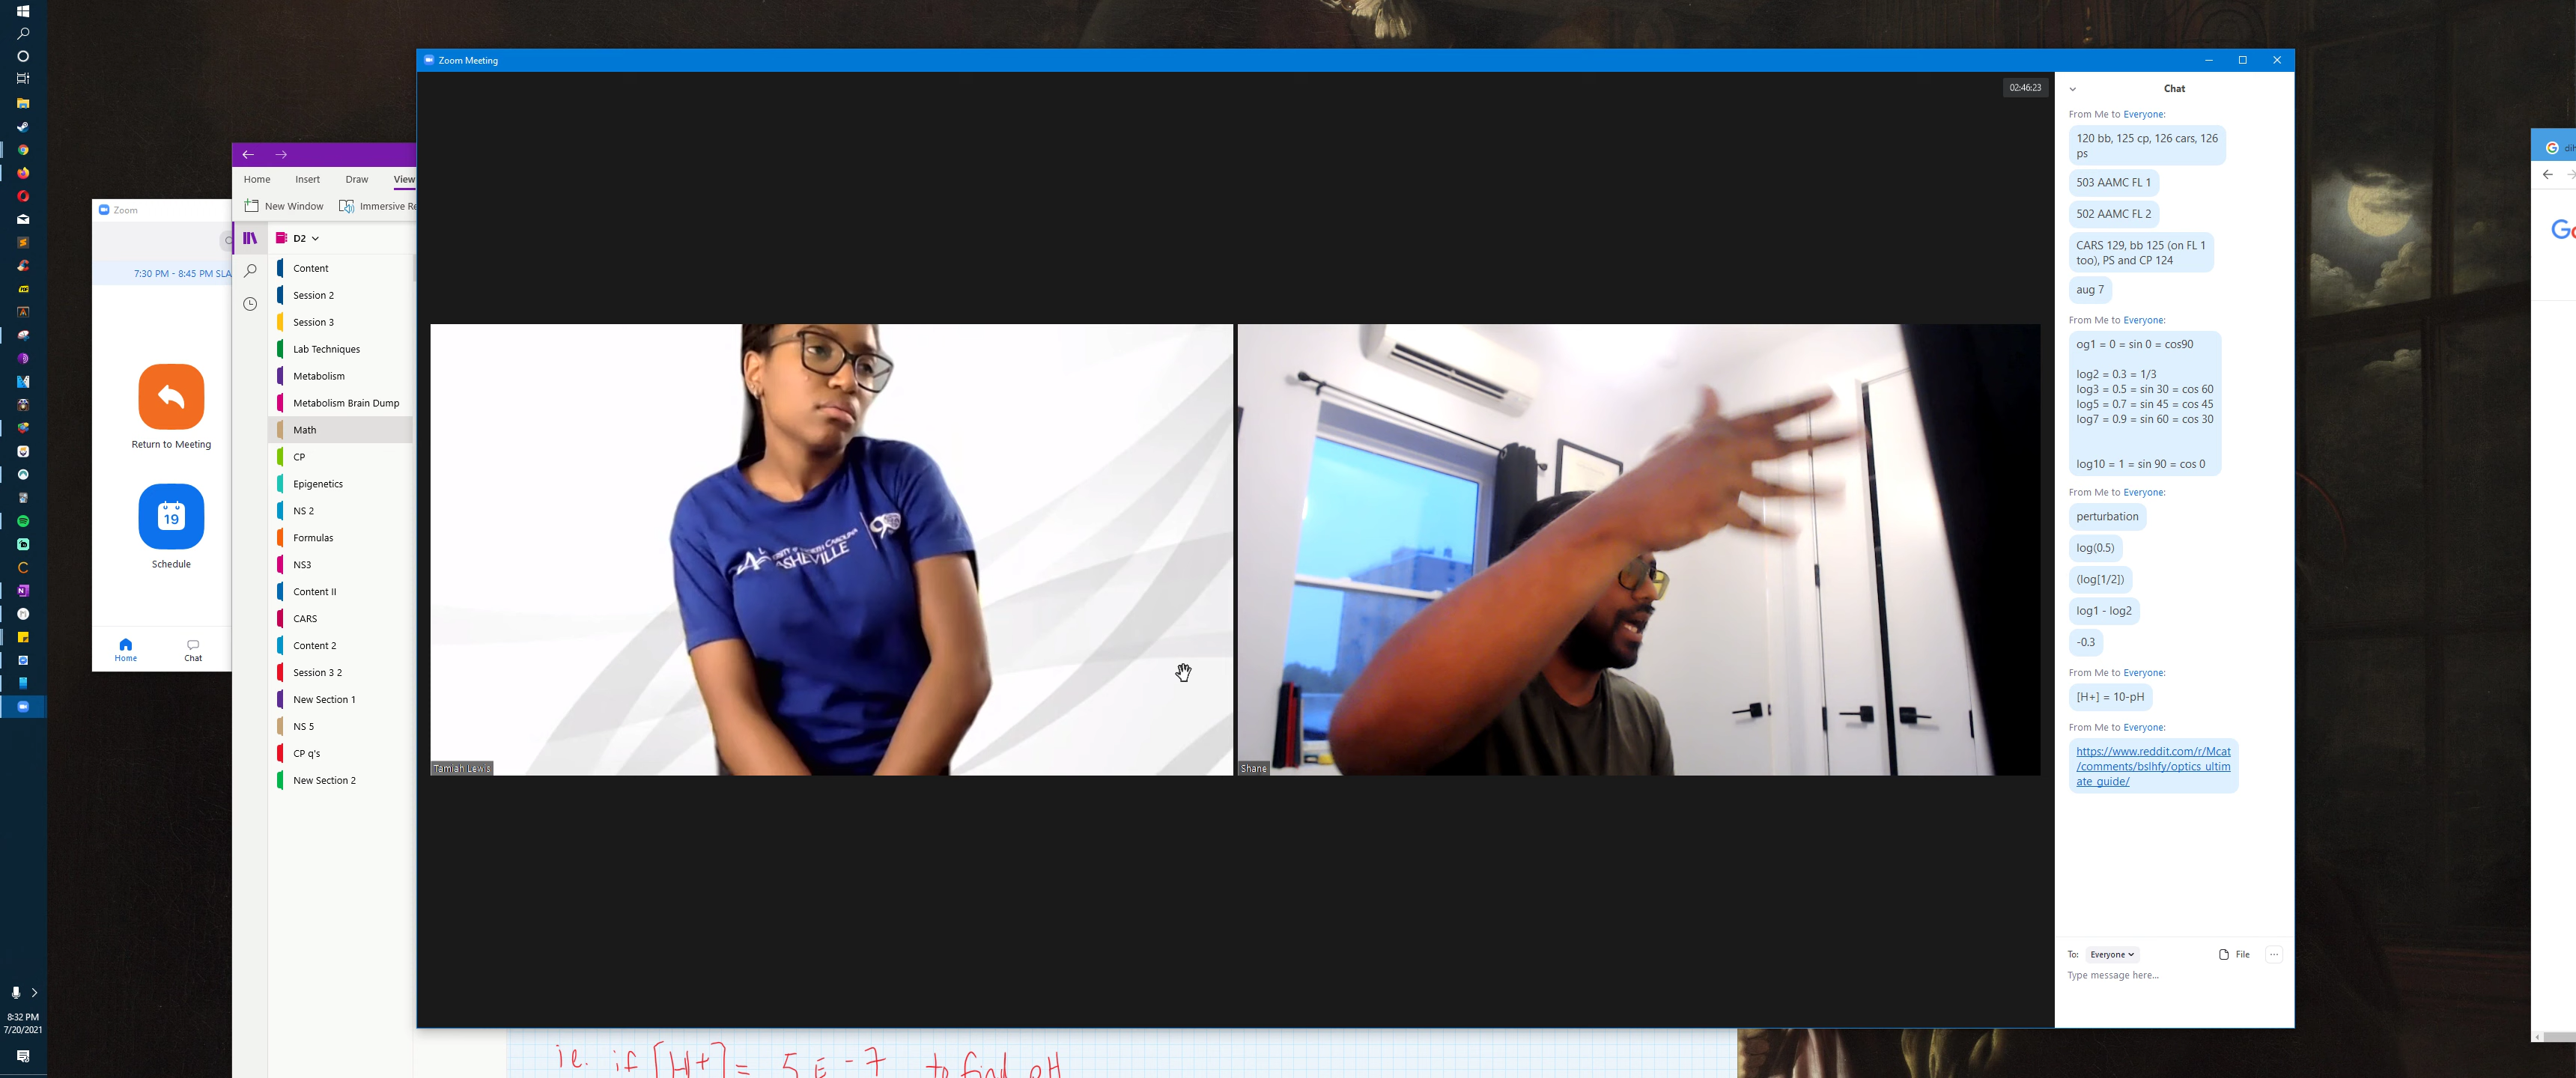 Zoom
7:30 PM - 8:45 PM SLA
Return to Meeting
19
Schedule
Home
Chat
Home Insert Draw View
New Window Immersive Re
D2
Content
Session 2
Session 3
Lab Techniques
Metabolism
Metabolism Brain Dump
Math
CP
Epigenetics
NS 2
Formulas
NS3
Content II
CARS
Content 2
Session 3 2
New Section 1
NS 5
CP q's
New Section 2
Zoom Meeting
02:46:23
ASHEVILLE
Tamiah Lewis
Shane
Chat
From Me to Everyone:
120 bb, 125 cp, 126 cars, 126
ps
503 AAMC FL 1
502 AAMC FL 2
CARS 129, bb 125 (on FL 1
too), PS and CP 124
aug 7
From Me to Everyone:
og1 = 0 = sin 0 = cos90
log2 = 0.3 = 1/3
log3 = 0.5 = sin 30 = cos 60
log5 = 0.7 = sin 45 = cos 45
log7 = 0.9 = sin 60 = cos 30
log10 = 1 = sin 90 = cos 0
From Me to Everyone:
perturbation
log(0.5)
(log[1/2])
log1 - log2
-0.3
From Me to Everyone:
[H+] = 10-pH
From Me to Everyone:
https://www.reddit.com/r/Mcat
/comments/bslhfy/optics_ultim
ate_guide/
To: Everyone File
Type message here...
ie. if [H+] = 5 E -7 to find pH
8:32 PM
7/20/2021